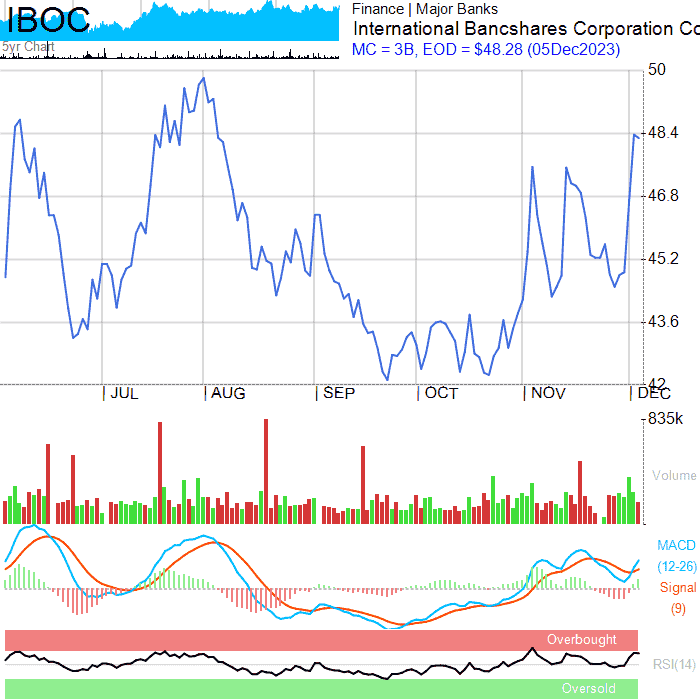 IBOC
5yr Chart
Finance | Major Banks
International Bancshares Corporation Co
MC = 3B, EOD = $48.28 (05Dec2023)
50
48.4
46.8
45.2
43.6
42
JUL AUG SEP OCT NOV DEC
835k
Volume
MACD
(12-26)
Signal
(9)
Overbought
RSI(14)
Oversold